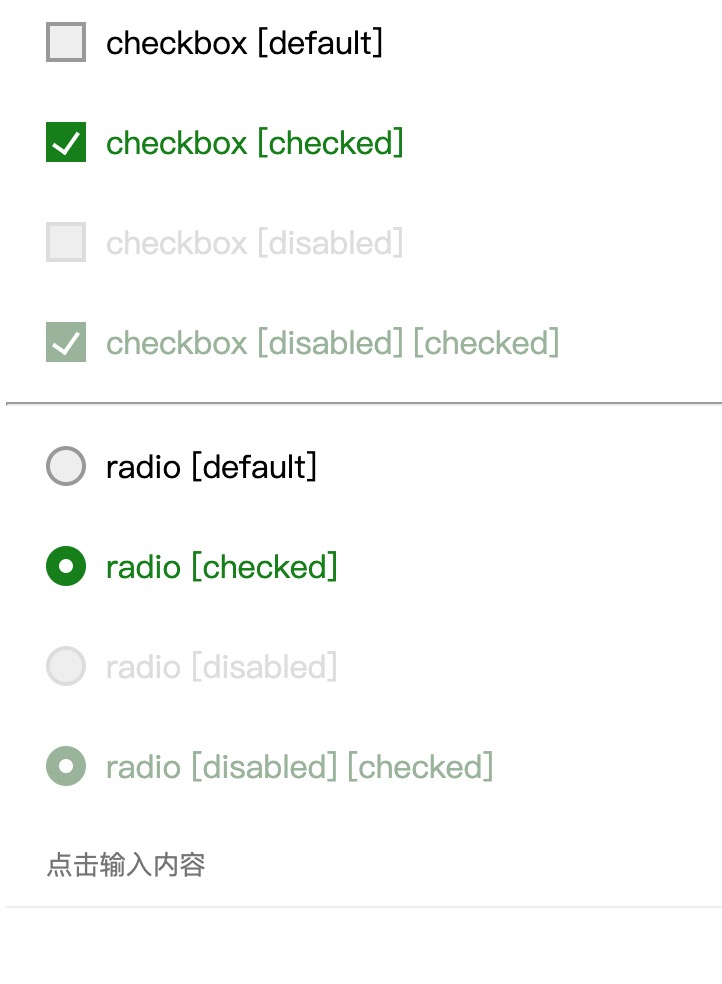 checkbox [default]
checkbox [checked]
checkbox [disabled]
checkbox [disabled] [checked]
radio [default]
radio [checked]
radio [disabled]
radio [disabled] [checked]
点击输入内容